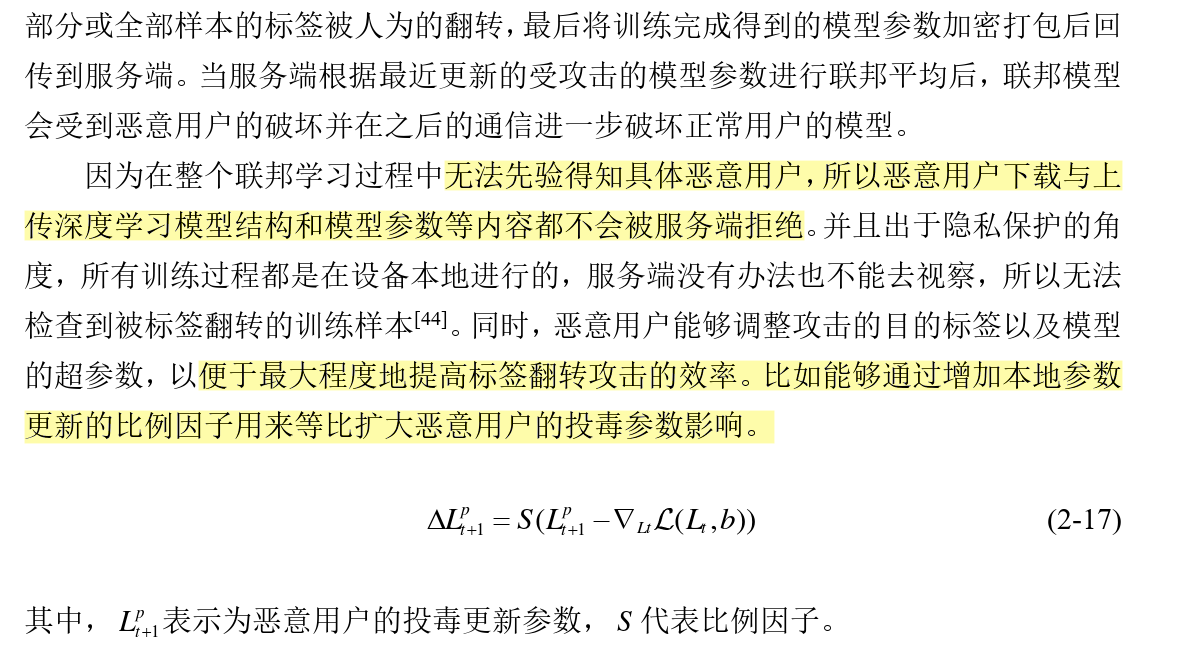 部分或全部样本的标签被人为的翻转，最后将训练完成得到的模型参数加密打包后回
传到服务端。当服务端根据最近更新的受攻击的模型参数进行联邦平均后，联邦模型
会受到恶意用户的破坏并在之后的通信进一步破坏正常用户的模型。
因为在整个联邦学习过程中无法先验得知具体恶意用户，所以恶意用户下载与上
传深度学习模型结构和模型参数等内容都不会被服务端拒绝。并且出于隐私保护的角
度，所有训练过程都是在设备本地进行的，服务端没有办法也不能去视察，所以无法
检查到被标签翻转的训练样本[44]。同时，恶意用户能够调整攻击的目的标签以及模型
的超参数，以便于最大程度地提高标签翻转攻击的效率。比如能够通过增加本地参数
更新的比例因子用来等比扩大恶意用户的投毒参数影响。
ΔL^p_{t+1} = S(L^p_{t+1} − ∇_{Lt} ℒ(L_t, b)) (2-17)
其中，L^p_{t+1} 表示为恶意用户的投毒更新参数，S 代表比例因子。